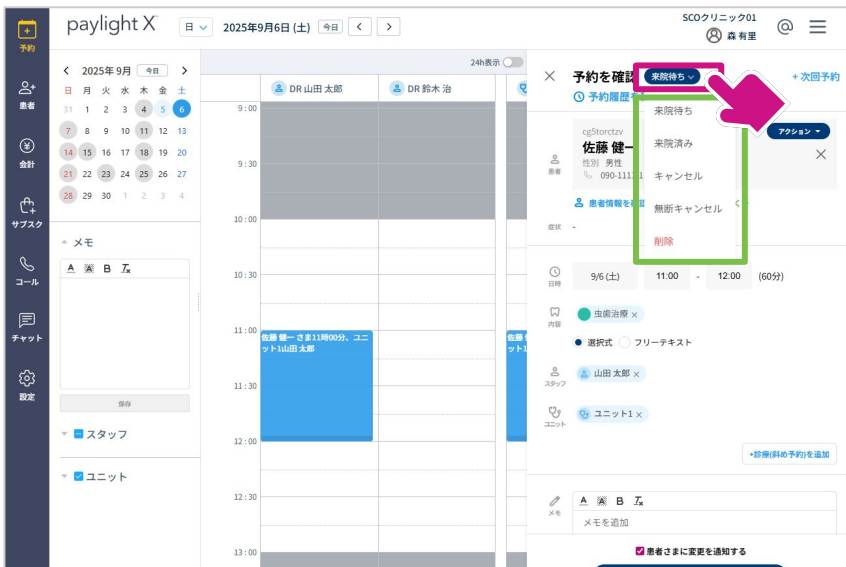 paylight X
日
2025年9月6日 (土)
今日
SCOクリニック01
森 有里
予約
患者
会計
サブスク
コール
チャット
設定
2025年 9月 今日
日 月 火 水 木 金 土
31 1 2 3 4 5 6
7 8 9 10 11 12 13
14 15 16 17 18 19 20
21 22 23 24 25 26 27
28 29 30 1 2 3 4
メモ
A B Tx
保存
スタッフ
ユニット
24h表示
DR 山田 太郎
DR 鈴木 治
9:00
9:30
10:00
10:30
11:00
11:30
12:00
12:30
13:00
佐藤 健一 さま11時00分、ユニ
ット1山田 太郎
佐藤
ット1
予約を確認
来院待ち
+ 次回予約
予約履歴
来院待ち
来院済み
キャンセル
無断キャンセル
削除
アクション
患者
cg5torctzv
佐藤 健一
性別 男性
090-1111
患者情報を確
症状 -
日時
9/6 (土) 11:00 - 12:00 (60分)
内容
虫歯治療 ×
選択式 フリーテキスト
スタッフ
山田 太郎 ×
ユニット
ユニット1 ×
+診療(斜め予約)を追加
メモ
A B Tx
メモを追加
患者さまに変更を通知する